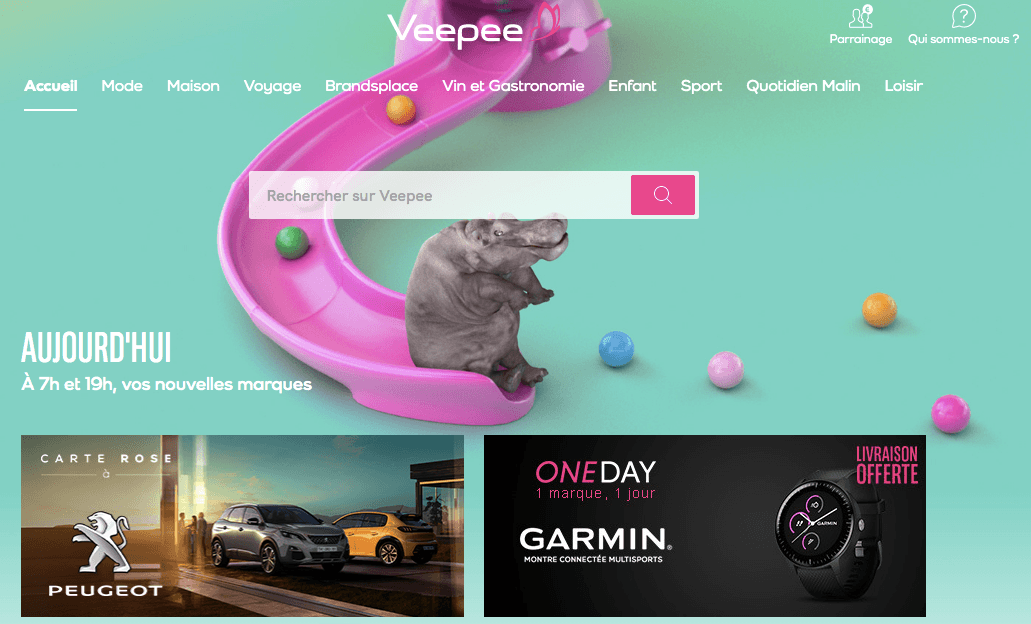 Veepee
Parrainage
Qui sommes-nous ?
Accueil Mode Maison Voyage Brandsplace Vin et Gastronomie Enfant Sport Quotidien Malin Loisir
Rechercher sur Veepee
AUJOURD'HUI
À 7h et 19h, vos nouvelles marques
CARTE ROSE
à
PEUGEOT
ONEDAY
1 marque, 1 jour
GARMIN®
MONTRE CONNECTÉE MULTISPORTS
LIVRAISON
OFFERTE
GARMIN